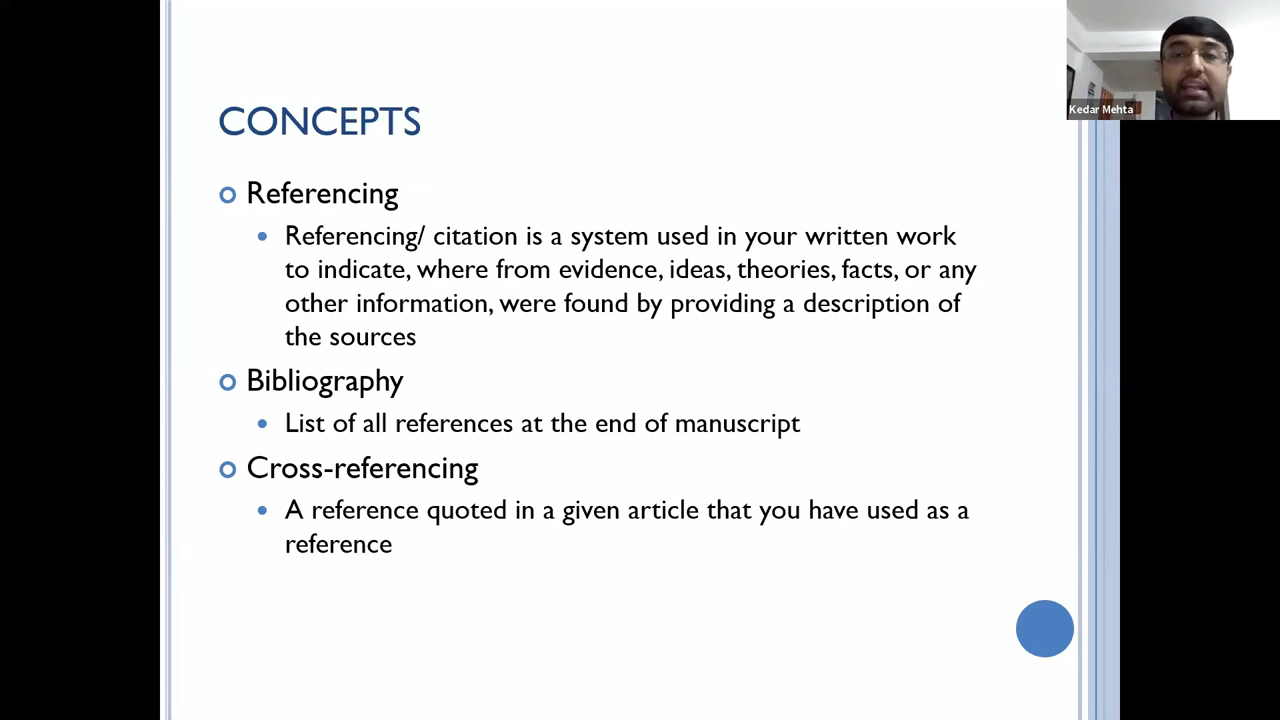 Kedar Mehta
CONCEPTS
Referencing
Referencing/ citation is a system used in your written work
to indicate, where from evidence, ideas, theories, facts, or any
other information, were found by providing a description of
the sources
Bibliography
List of all references at the end of manuscript
Cross-referencing
A reference quoted in a given article that you have used as a
reference